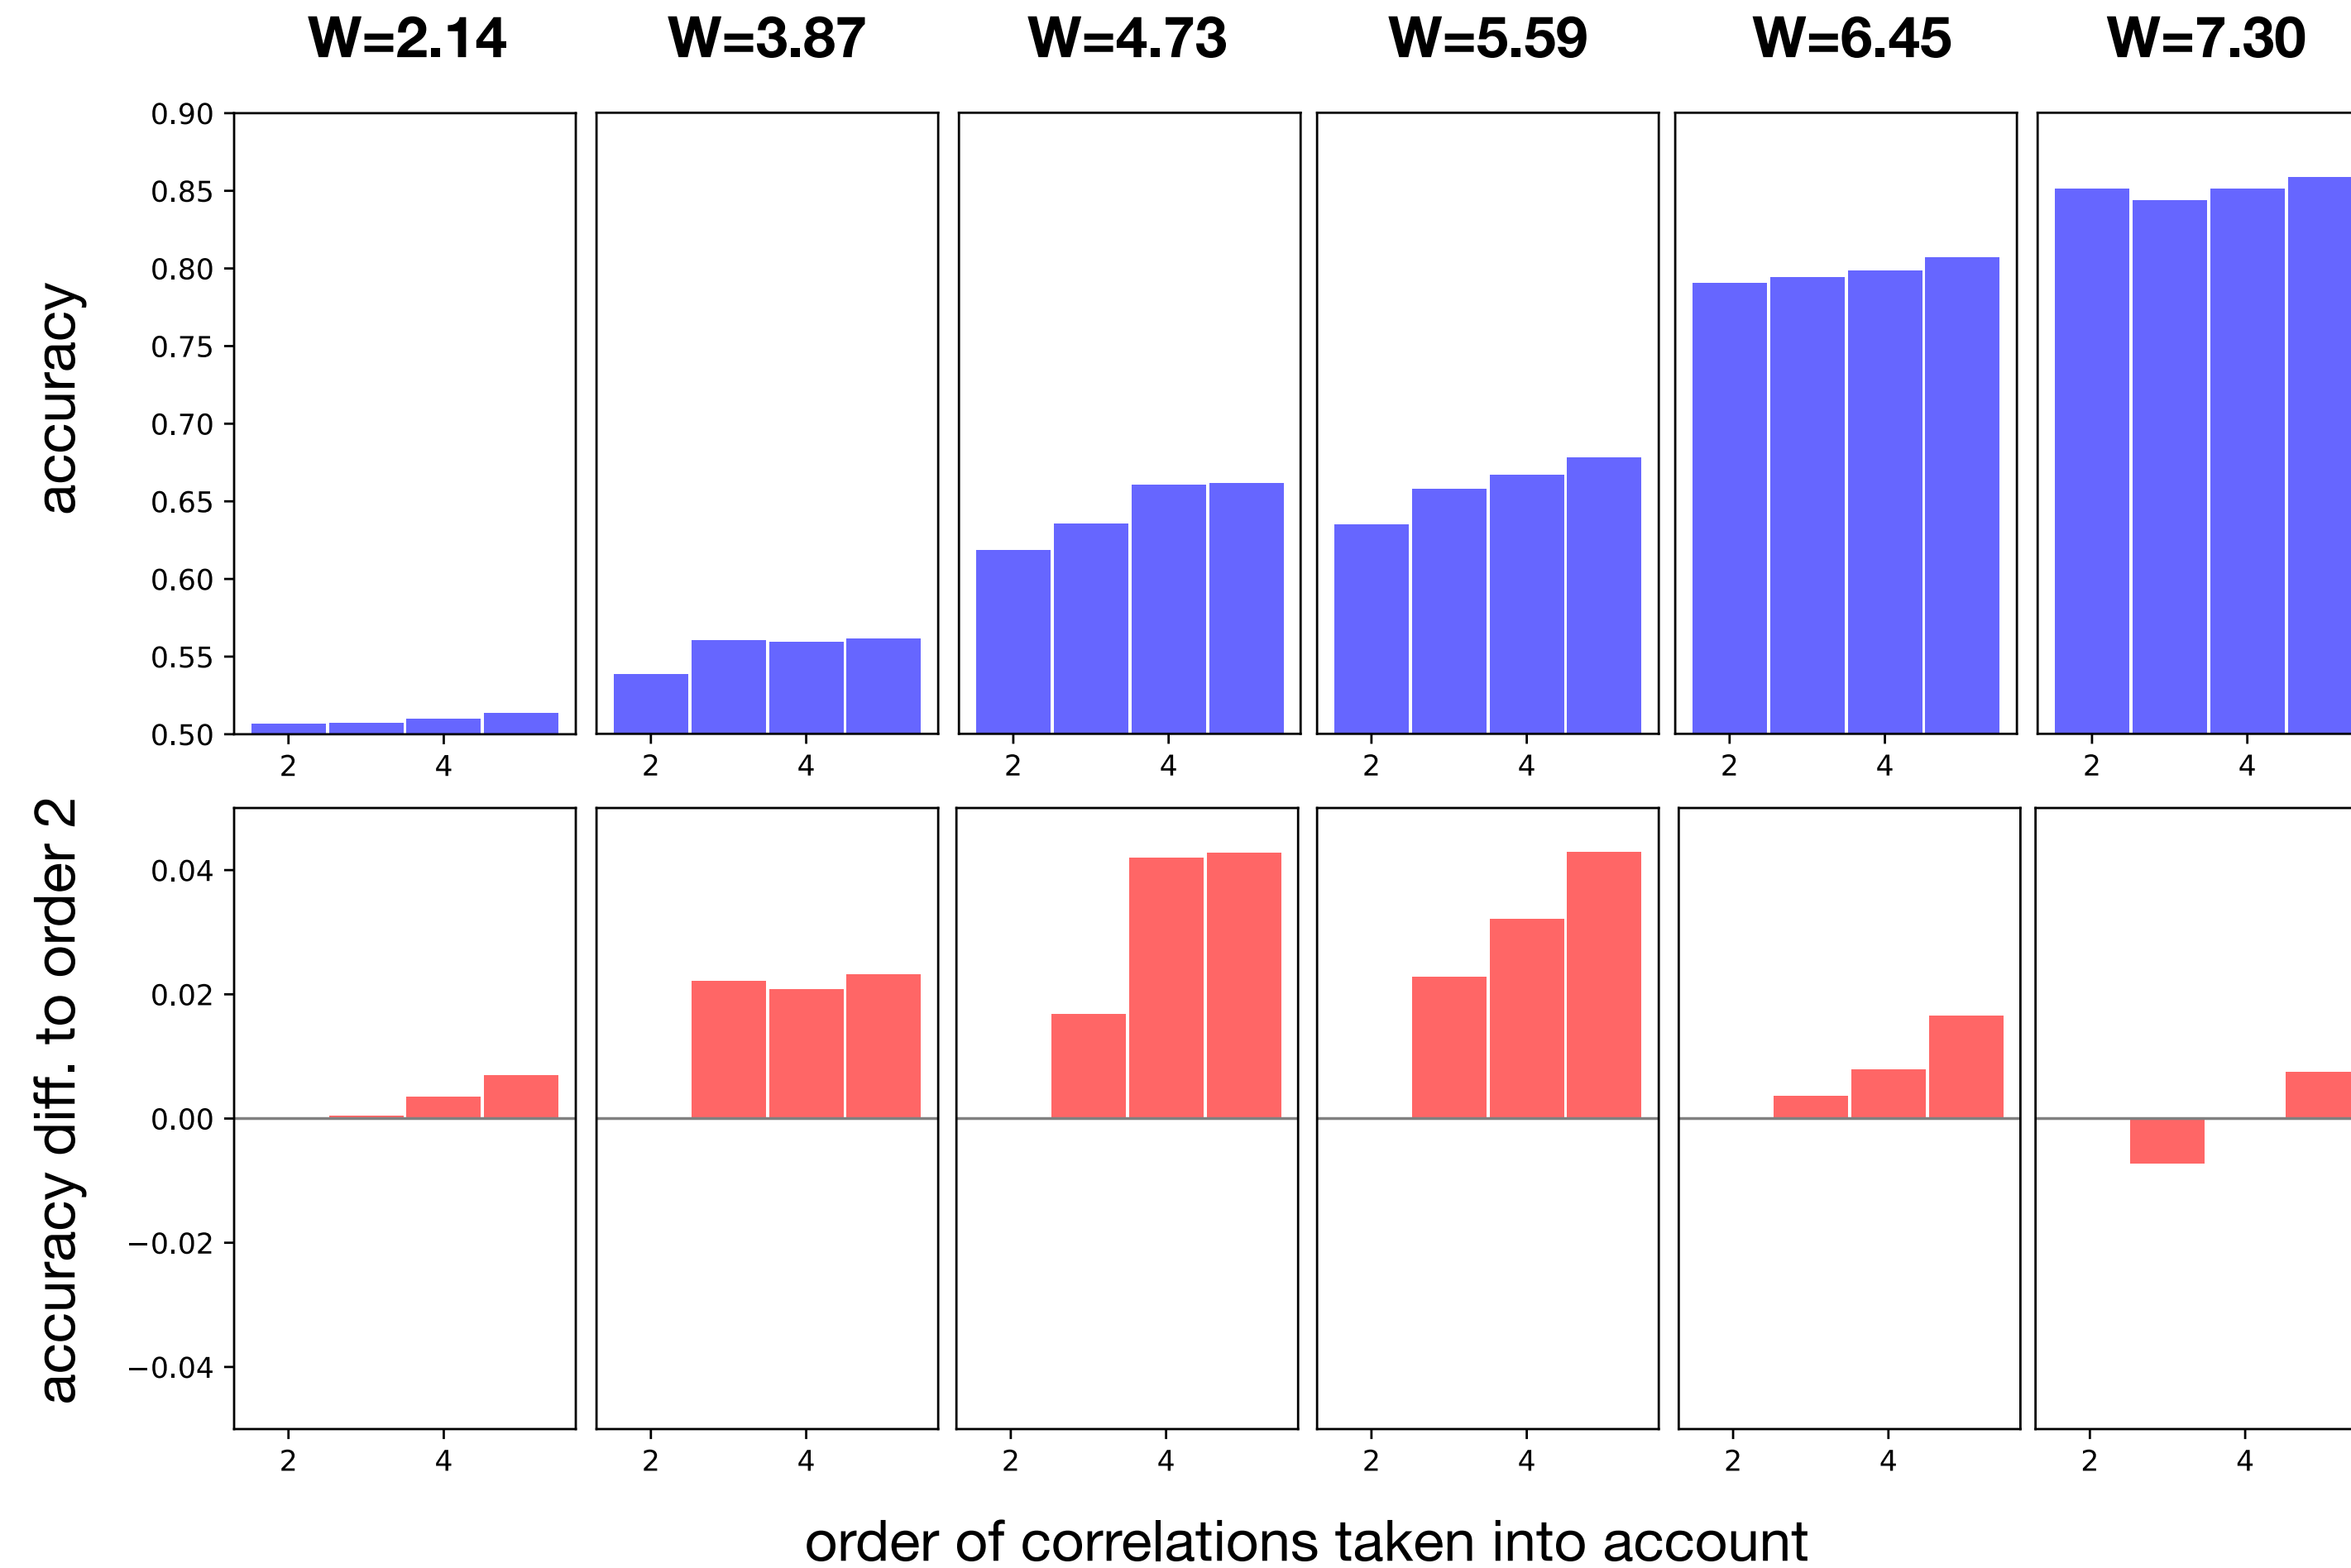 W=2.14 W=3.87 W=4.73 W=5.59 W=6.45 W=7.30
accuracy
0.90
0.85
0.80
0.75
0.70
0.65
0.60
0.55
0.50
2 4 2 4 2 4 2 4 2 4 2 4
accuracy diff. to order 2
0.04
0.02
0.00
−0.02
−0.04
2 4 2 4 2 4 2 4 2 4 2 4
order of correlations taken into account